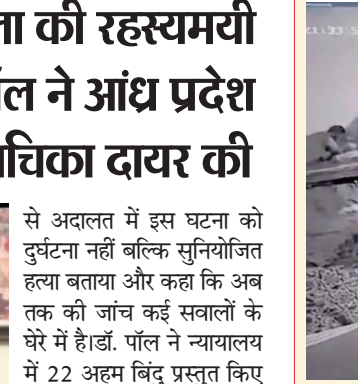 की रहस्यमयी
ने आंध्र प्रदेश
दायर की
से अदालत में इस घटना को
दुर्घटना नहीं बल्कि सुनियोजित
हत्या बताया और कहा कि अब
तक की जांच कई सवालों के
घेरे में है।डॉ. पॉल ने न्यायालय
में 22 अहम बिंदु प्रस्तुत किए